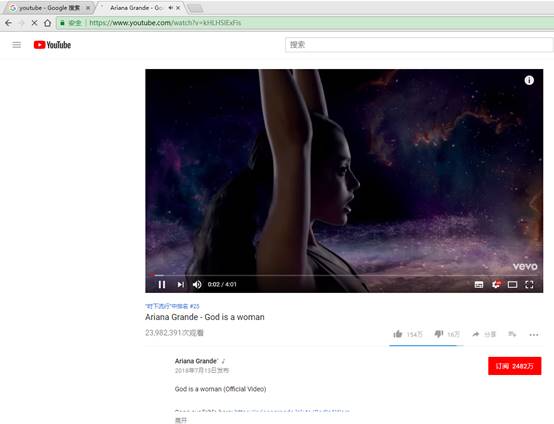 youtube - Google 搜索
Ariana Grande - Go
安全 https://www.youtube.com/watch?v=kHLHSlExFis
YouTube
搜索
vevo
0:02 / 4:01
"时下流行"中排名 #25
Ariana Grande - God is a woman
23,982,391次观看
154万
16万
分享
Ariana Grande
2018年7月13日发布
订阅 2482万
God is a woman (Official Video)
展开